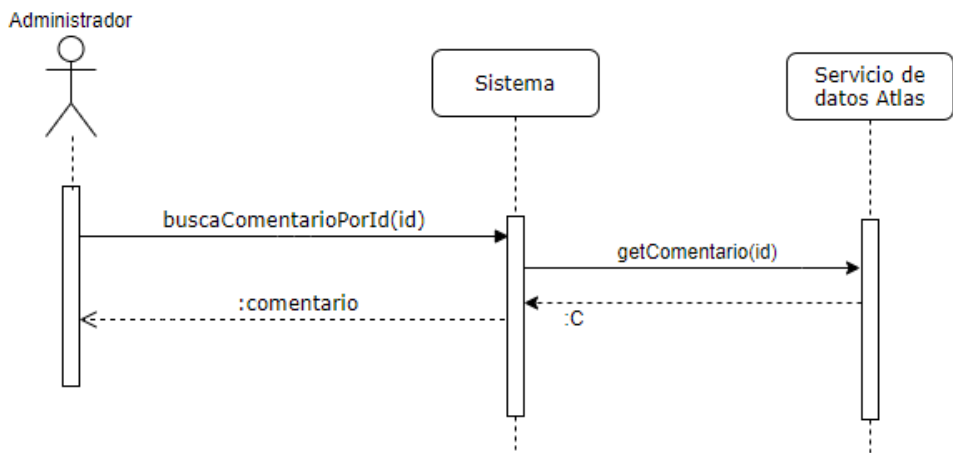 Administrador
Sistema
Servicio de
datos Atlas
buscaComentarioPorId(id)
getComentario(id)
:comentario
:C